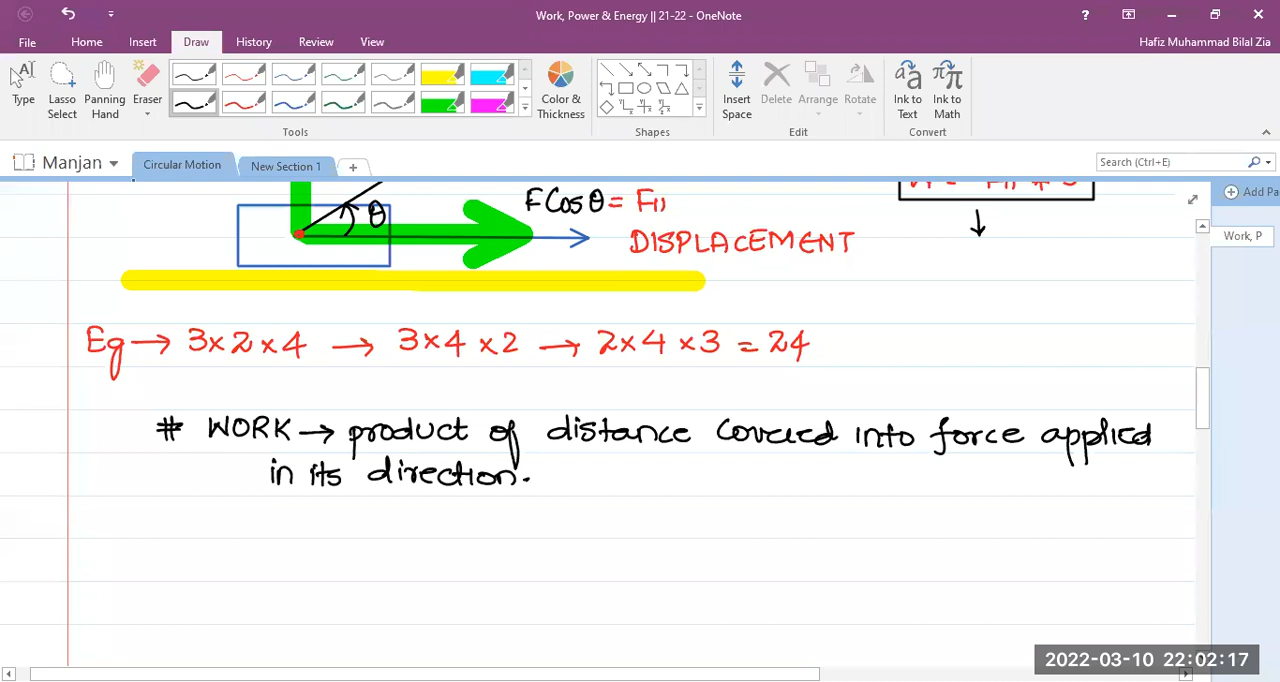 Work, Power & Energy || 21-22 - OneNote
File Home Insert Draw History Review View Hafiz Muhammad Bilal Zia
Type Lasso Select Panning Hand Eraser Color & Thickness Insert Space Delete Arrange Rotate Ink to Text Ink to Math
Tools Shapes Edit Convert
Manjan Circular Motion New Section 1 Search (Ctrl+E)
Add Pa
Work, P
FCosθ = F||
θ
DISPLACEMENT
Eg → 3×2×4 → 3×4×2 → 2×4×3 = 24
# WORK → product of distance covered into force applied
in its direction.
2022-03-10 22:02:17